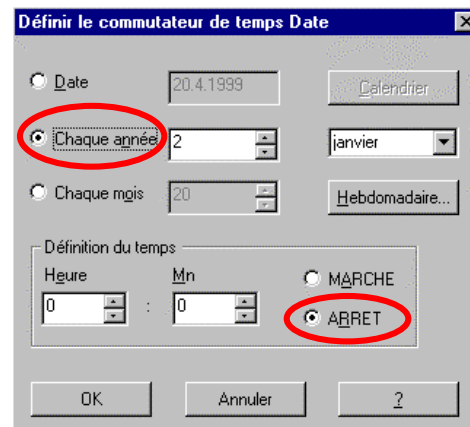 Définir le commutateur de temps Date
Date 20.4.1999 Calendrier
Chaque année 2 janvier
Chaque mois 20 Hebdomadaire...
Définition du temps
Heure Mn MARCHE
0 : 0 ARRET
OK Annuler ?